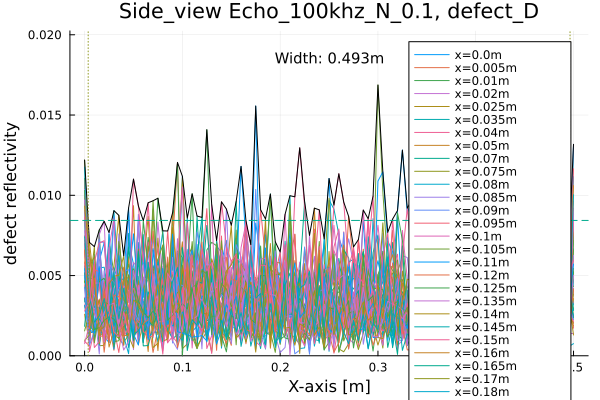 Side_view Echo_100khz_N_0.1, defect_D
0.020
0.015
0.010
0.005
0.000
defect reflectivity
Width: 0.493m
x=0.0m
x=0.005m
x=0.01m
x=0.02m
x=0.025m
x=0.035m
x=0.04m
x=0.05m
x=0.07m
x=0.075m
x=0.08m
x=0.085m
x=0.09m
x=0.095m
x=0.1m
x=0.105m
x=0.11m
x=0.12m
x=0.125m
x=0.135m
x=0.14m
x=0.145m
x=0.15m
x=0.16m
x=0.165m
x=0.17m
x=0.18m
0.0 0.1 0.2 0.3 .5
X-axis [m]